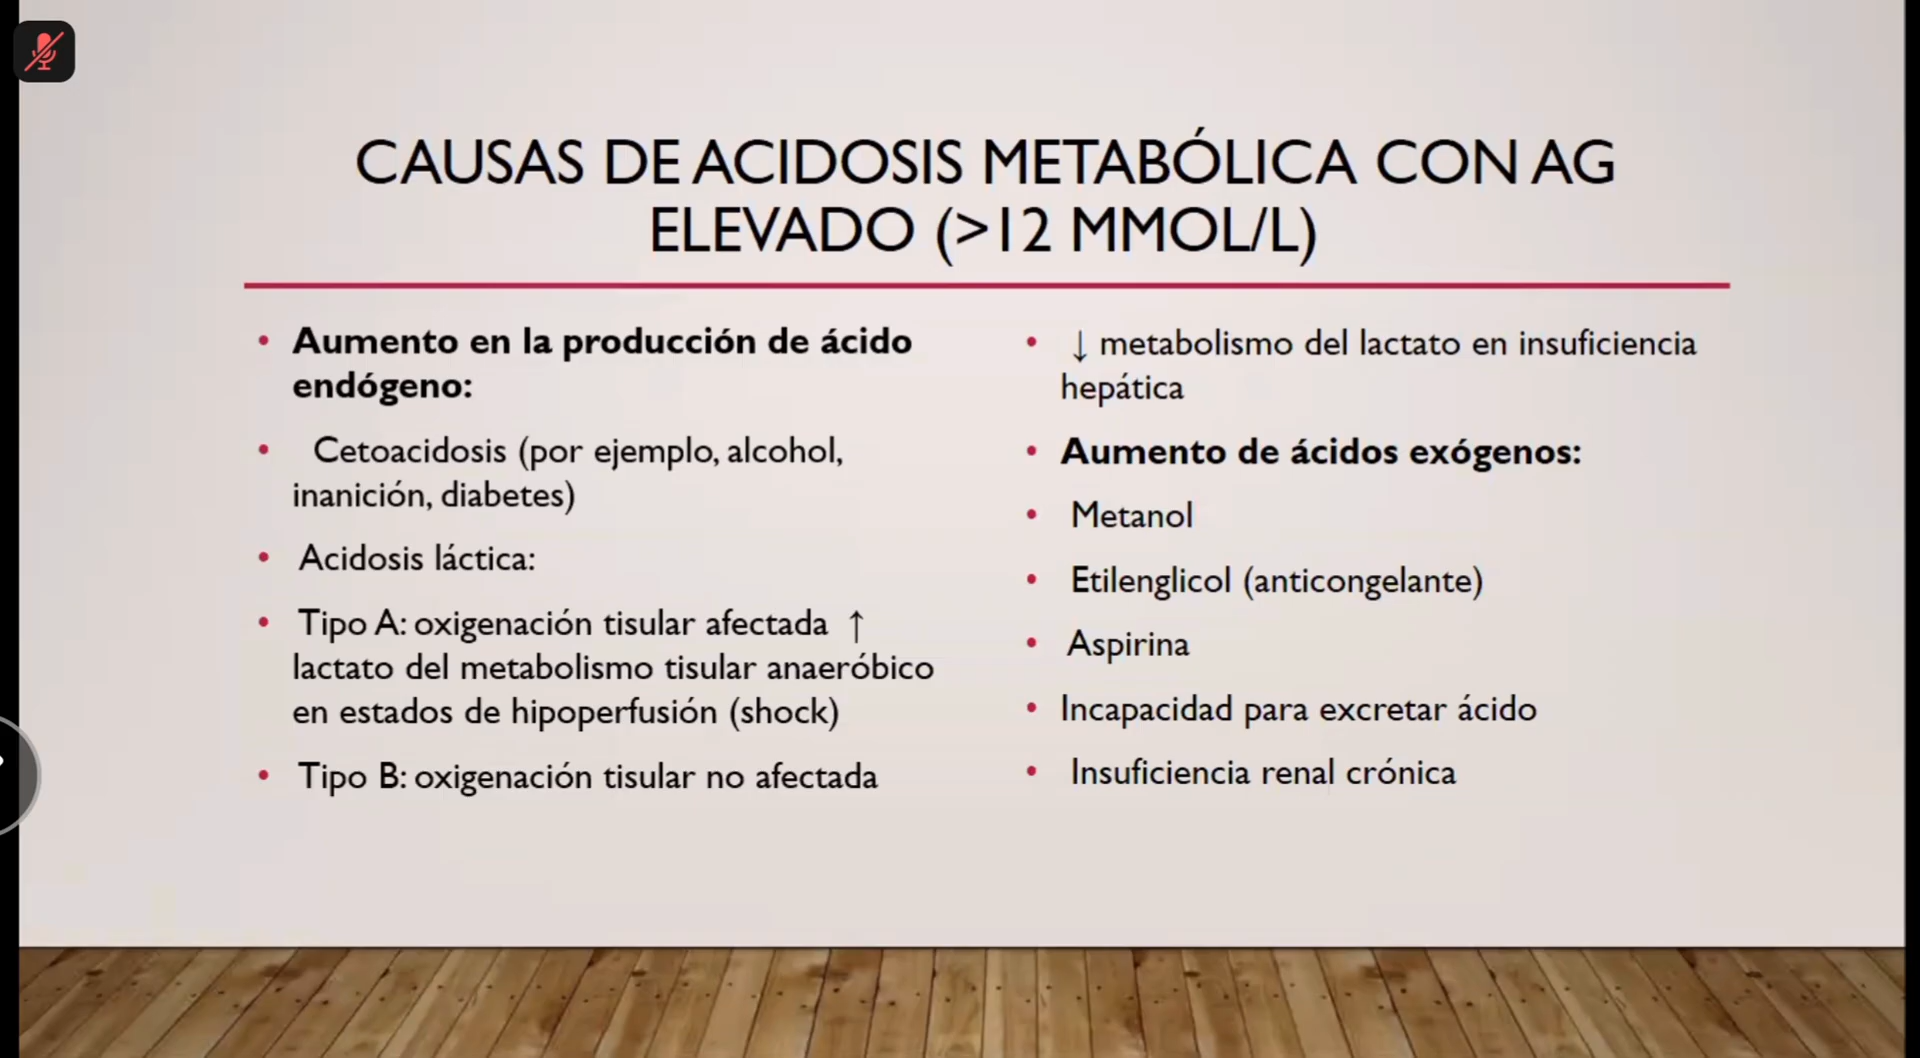 CAUSAS DE ACIDOSIS METABÓLICA CON AG
ELEVADO (>12 MMOL/L)
• Aumento en la producción de ácido
endógeno:
• Cetoacidosis (por ejemplo, alcohol,
inanición, diabetes)
• Acidosis láctica:
• Tipo A: oxigenación tisular afectada ↑
lactato del metabolismo tisular anaeróbico
en estados de hipoperfusión (shock)
• Tipo B: oxigenación tisular no afectada
• ↓ metabolismo del lactato en insuficiencia
hepática
• Aumento de ácidos exógenos:
• Metanol
• Etilenglicol (anticongelante)
• Aspirina
• Incapacidad para excretar ácido
• Insuficiencia renal crónica